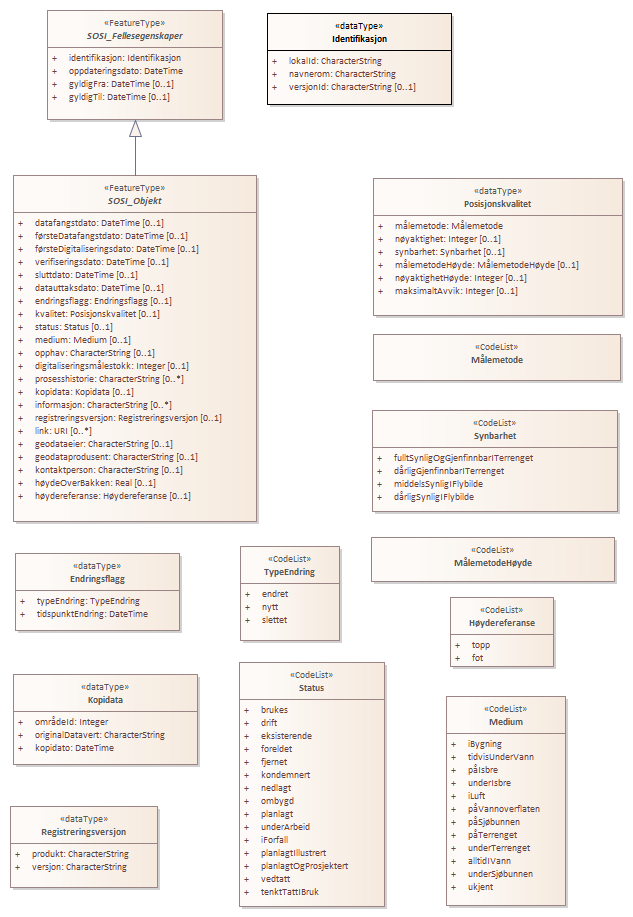 «FeatureType»
SOSI_Fellesegenskaper
+ identifikasjon: Identifikasjon
+ oppdateringsdato: DateTime
+ gyldigFra: DateTime [0..1]
+ gyldigTil: DateTime [0..1]
«dataType»
Identifikasjon
+ lokalId: CharacterString
+ navnerom: CharacterString
+ versjonId: CharacterString [0..1]
«FeatureType»
SOSI_Objekt
+ datafangstdato: DateTime [0..1]
+ førsteDatafangstdato: DateTime [0..1]
+ førsteDigitaliseringsdato: DateTime [0..1]
+ verifiseringsdato: DateTime [0..1]
+ sluttdato: DateTime [0..1]
+ datauttaksdato: DateTime [0..1]
+ endringsflagg: Endringsflagg [0..1]
+ kvalitet: Posisjonskvalitet [0..1]
+ status: Status [0..1]
+ medium: Medium [0..1]
+ opphav: CharacterString [0..1]
+ digitaliseringsmålestokk: Integer [0..1]
+ prosesshistorie: CharacterString [0..*]
+ kopidata: Kopidata [0..1]
+ informasjon: CharacterString [0..*]
+ registreringsversjon: Registreringsversjon [0..1]
+ link: URI [0..*]
+ geodataeier: CharacterString [0..1]
+ geodataprodusent: CharacterString [0..1]
+ kontaktperson: CharacterString [0..1]
+ høydeOverBakken: Real [0..1]
+ høydereferanse: Høydereferanse [0..1]
«dataType»
Posisjonskvalitet
+ målemetode: Målemetode
+ nøyaktighet: Integer [0..1]
+ synbarhet: Synbarhet [0..1]
+ målemetodeHøyde: MålemetodeHøyde [0..1]
+ nøyaktighetHøyde: Integer [0..1]
+ maksimaltAvvik: Integer [0..1]
«CodeList»
Målemetode
«CodeList»
Synbarhet
+ fulltSynligOgGjenfinnbarITerrenget
+ dårligGjenfinnbarITerrenget
+ middelsSynligIFlybilde
+ dårligSynligIFlybilde
«CodeList»
MålemetodeHøyde
«dataType»
Endringsflagg
+ typeEndring: TypeEndring
+ tidspunktEndring: DateTime
«CodeList»
TypeEndring
+ endret
+ nytt
+ slettet
«CodeList»
Høydereferanse
+ topp
+ fot
«dataType»
Kopidata
+ områdeId: Integer
+ originalDatavert: CharacterString
+ kopidato: DateTime
«CodeList»
Status
+ brukes
+ drift
+ eksisterende
+ foreldet
+ fjernet
+ kondemnert
+ nedlagt
+ ombygd
+ planlagt
+ underArbeid
+ iForfall
+ planlagtIllustrert
+ planlagtOgProsjektert
+ vedtatt
+ tenktTattIBruk
«CodeList»
Medium
+ iBygning
+ tidvisUnderVann
+ påIsbre
+ underIsbre
+ iLuft
+ påVannoverflaten
+ påSjøbunnen
+ påTerrenget
+ underTerrenget
+ alltidIVann
+ underSjøbunnen
+ ukjent
«dataType»
Registreringsversjon
+ produkt: CharacterString
+ versjon: CharacterString